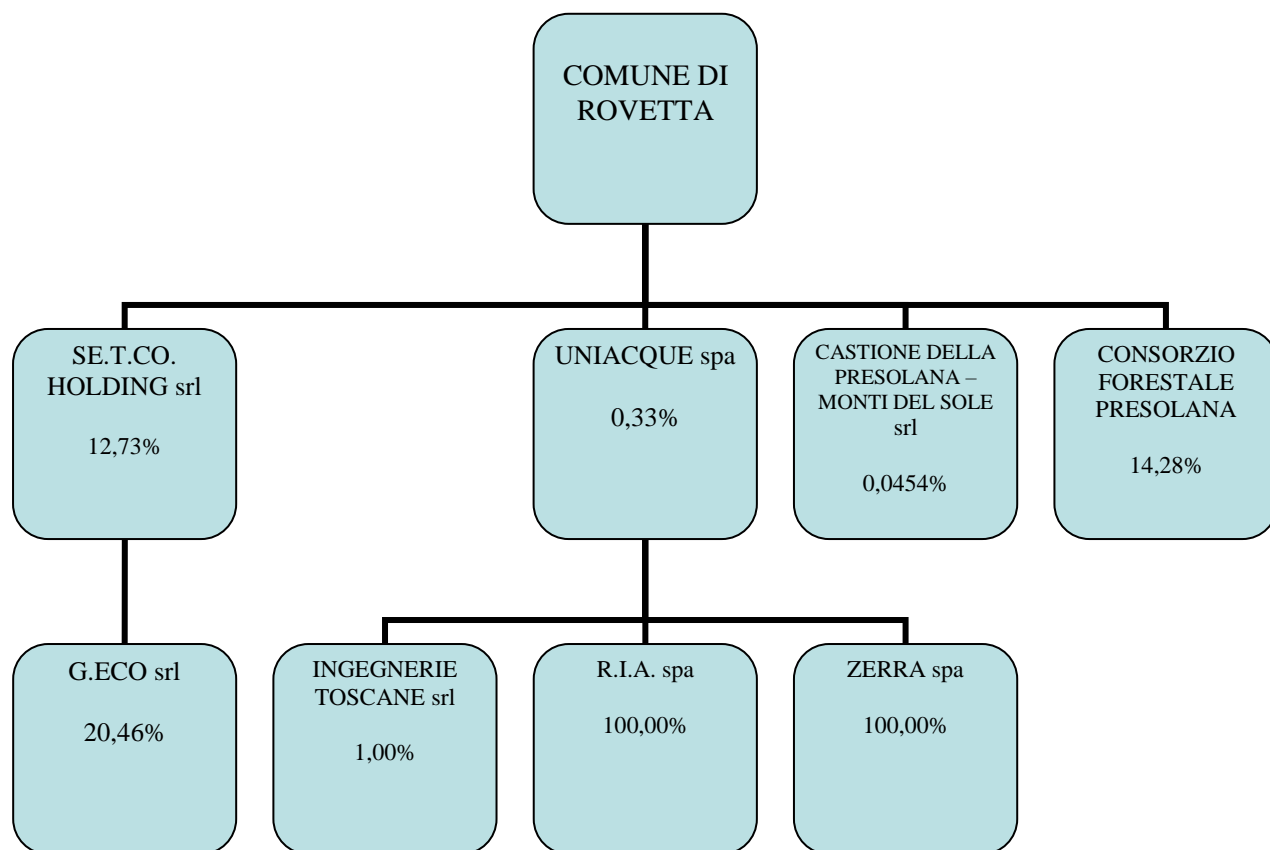 COMUNE DI
ROVETTA
SE.T.CO.
HOLDING srl
12,73%
UNIACQUE spa
0,33%
CASTIONE DELLA
PRESOLANA –
MONTI DEL SOLE
srl
0,0454%
CONSORZIO
FORESTALE
PRESOLANA
14,28%
G.ECO srl
20,46%
INGEGNERIE
TOSCANE srl
1,00%
R.I.A. spa
100,00%
ZERRA spa
100,00%